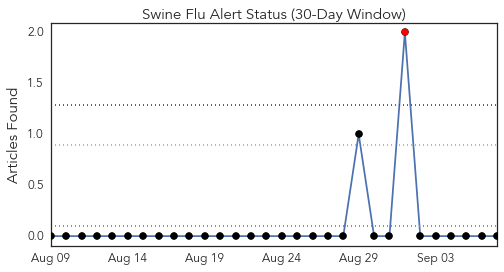 Swine Flu Alert Status (30-Day Window)
Articles Found
2.0
1.5
1.0
0.5
0.0
Aug 09 Aug 14 Aug 19 Aug 24 Aug 29 Sep 03